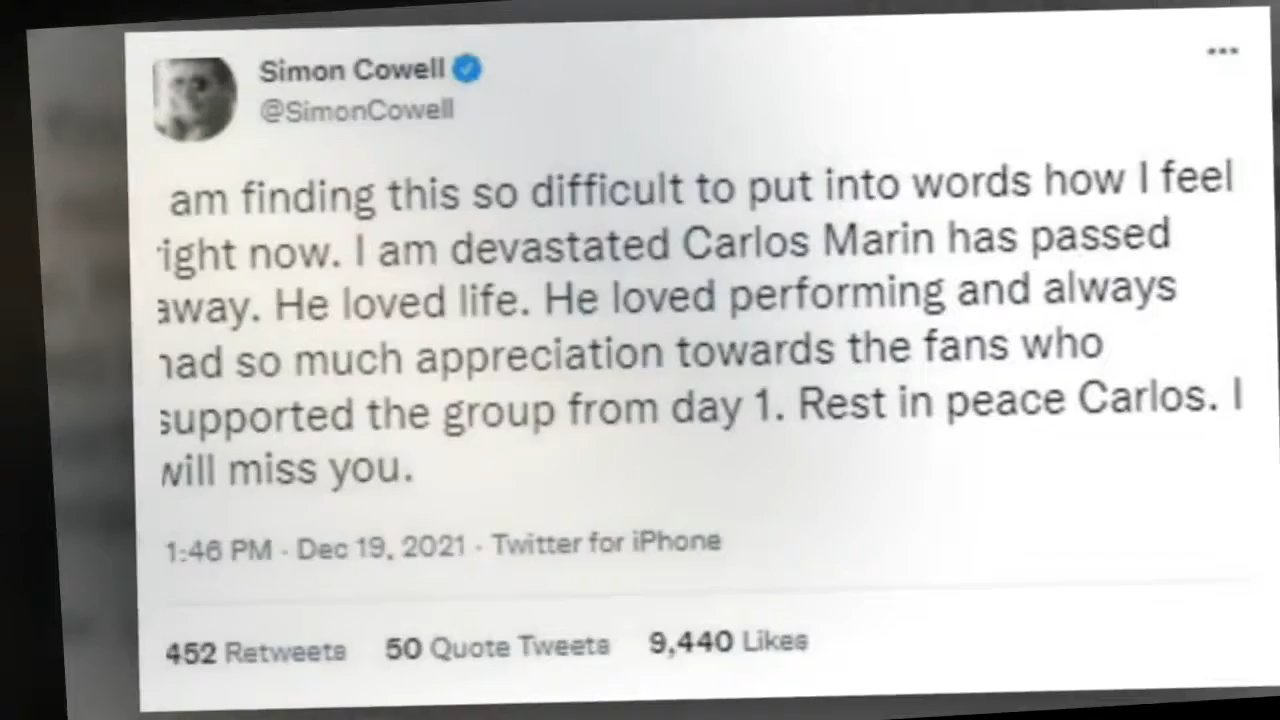 Simon Cowell
@SimonCowell
am finding this so difficult to put into words how I feel
right now. I am devastated Carlos Marin has passed
away. He loved life. He loved performing and always
had so much appreciation towards the fans who
supported the group from day 1. Rest in peace Carlos. I
will miss you.
1:46 PM · Dec 19, 2021 · Twitter for iPhone
452 Retweets 50 Quote Tweets 9,440 Likes